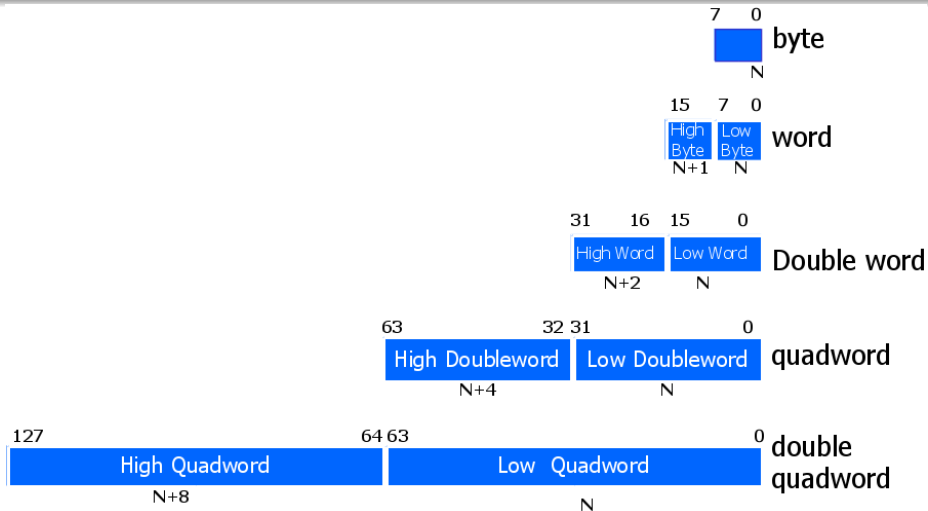 7 0
byte
N
15 7 0
High Byte Low Byte
word
N+1 N
31 16 15 0
High Word Low Word
Double word
N+2 N
63 32 31 0
High Doubleword Low Doubleword
quadword
N+4 N
127 64 63 0
High Quadword Low Quadword
double
quadword
N+8 N